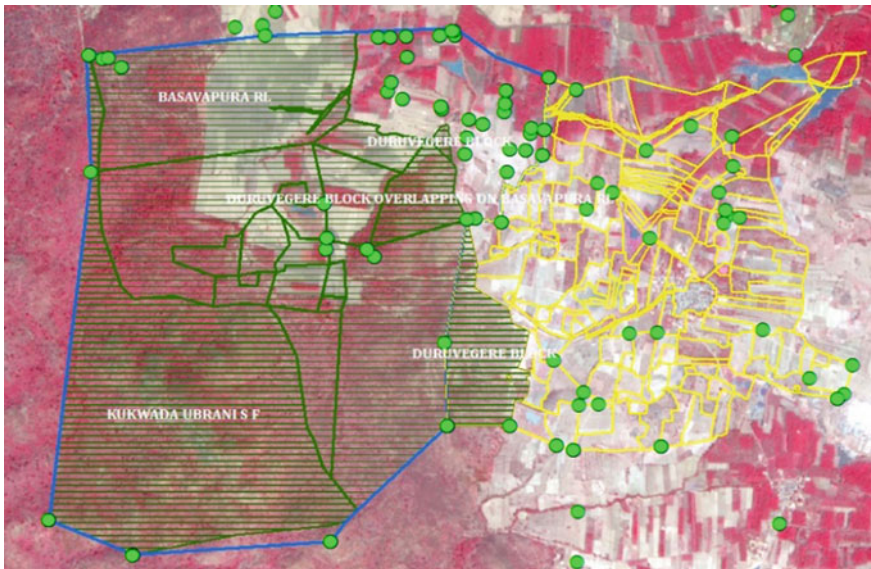 BASAVAPURA RL
DURUVEGERE BLOCK
DURUVEGERE BLOCK OVERLAPPING ON BASAVAPURA RL
DURUVEGERE BLOCK
KUKWADA UBRANI S F